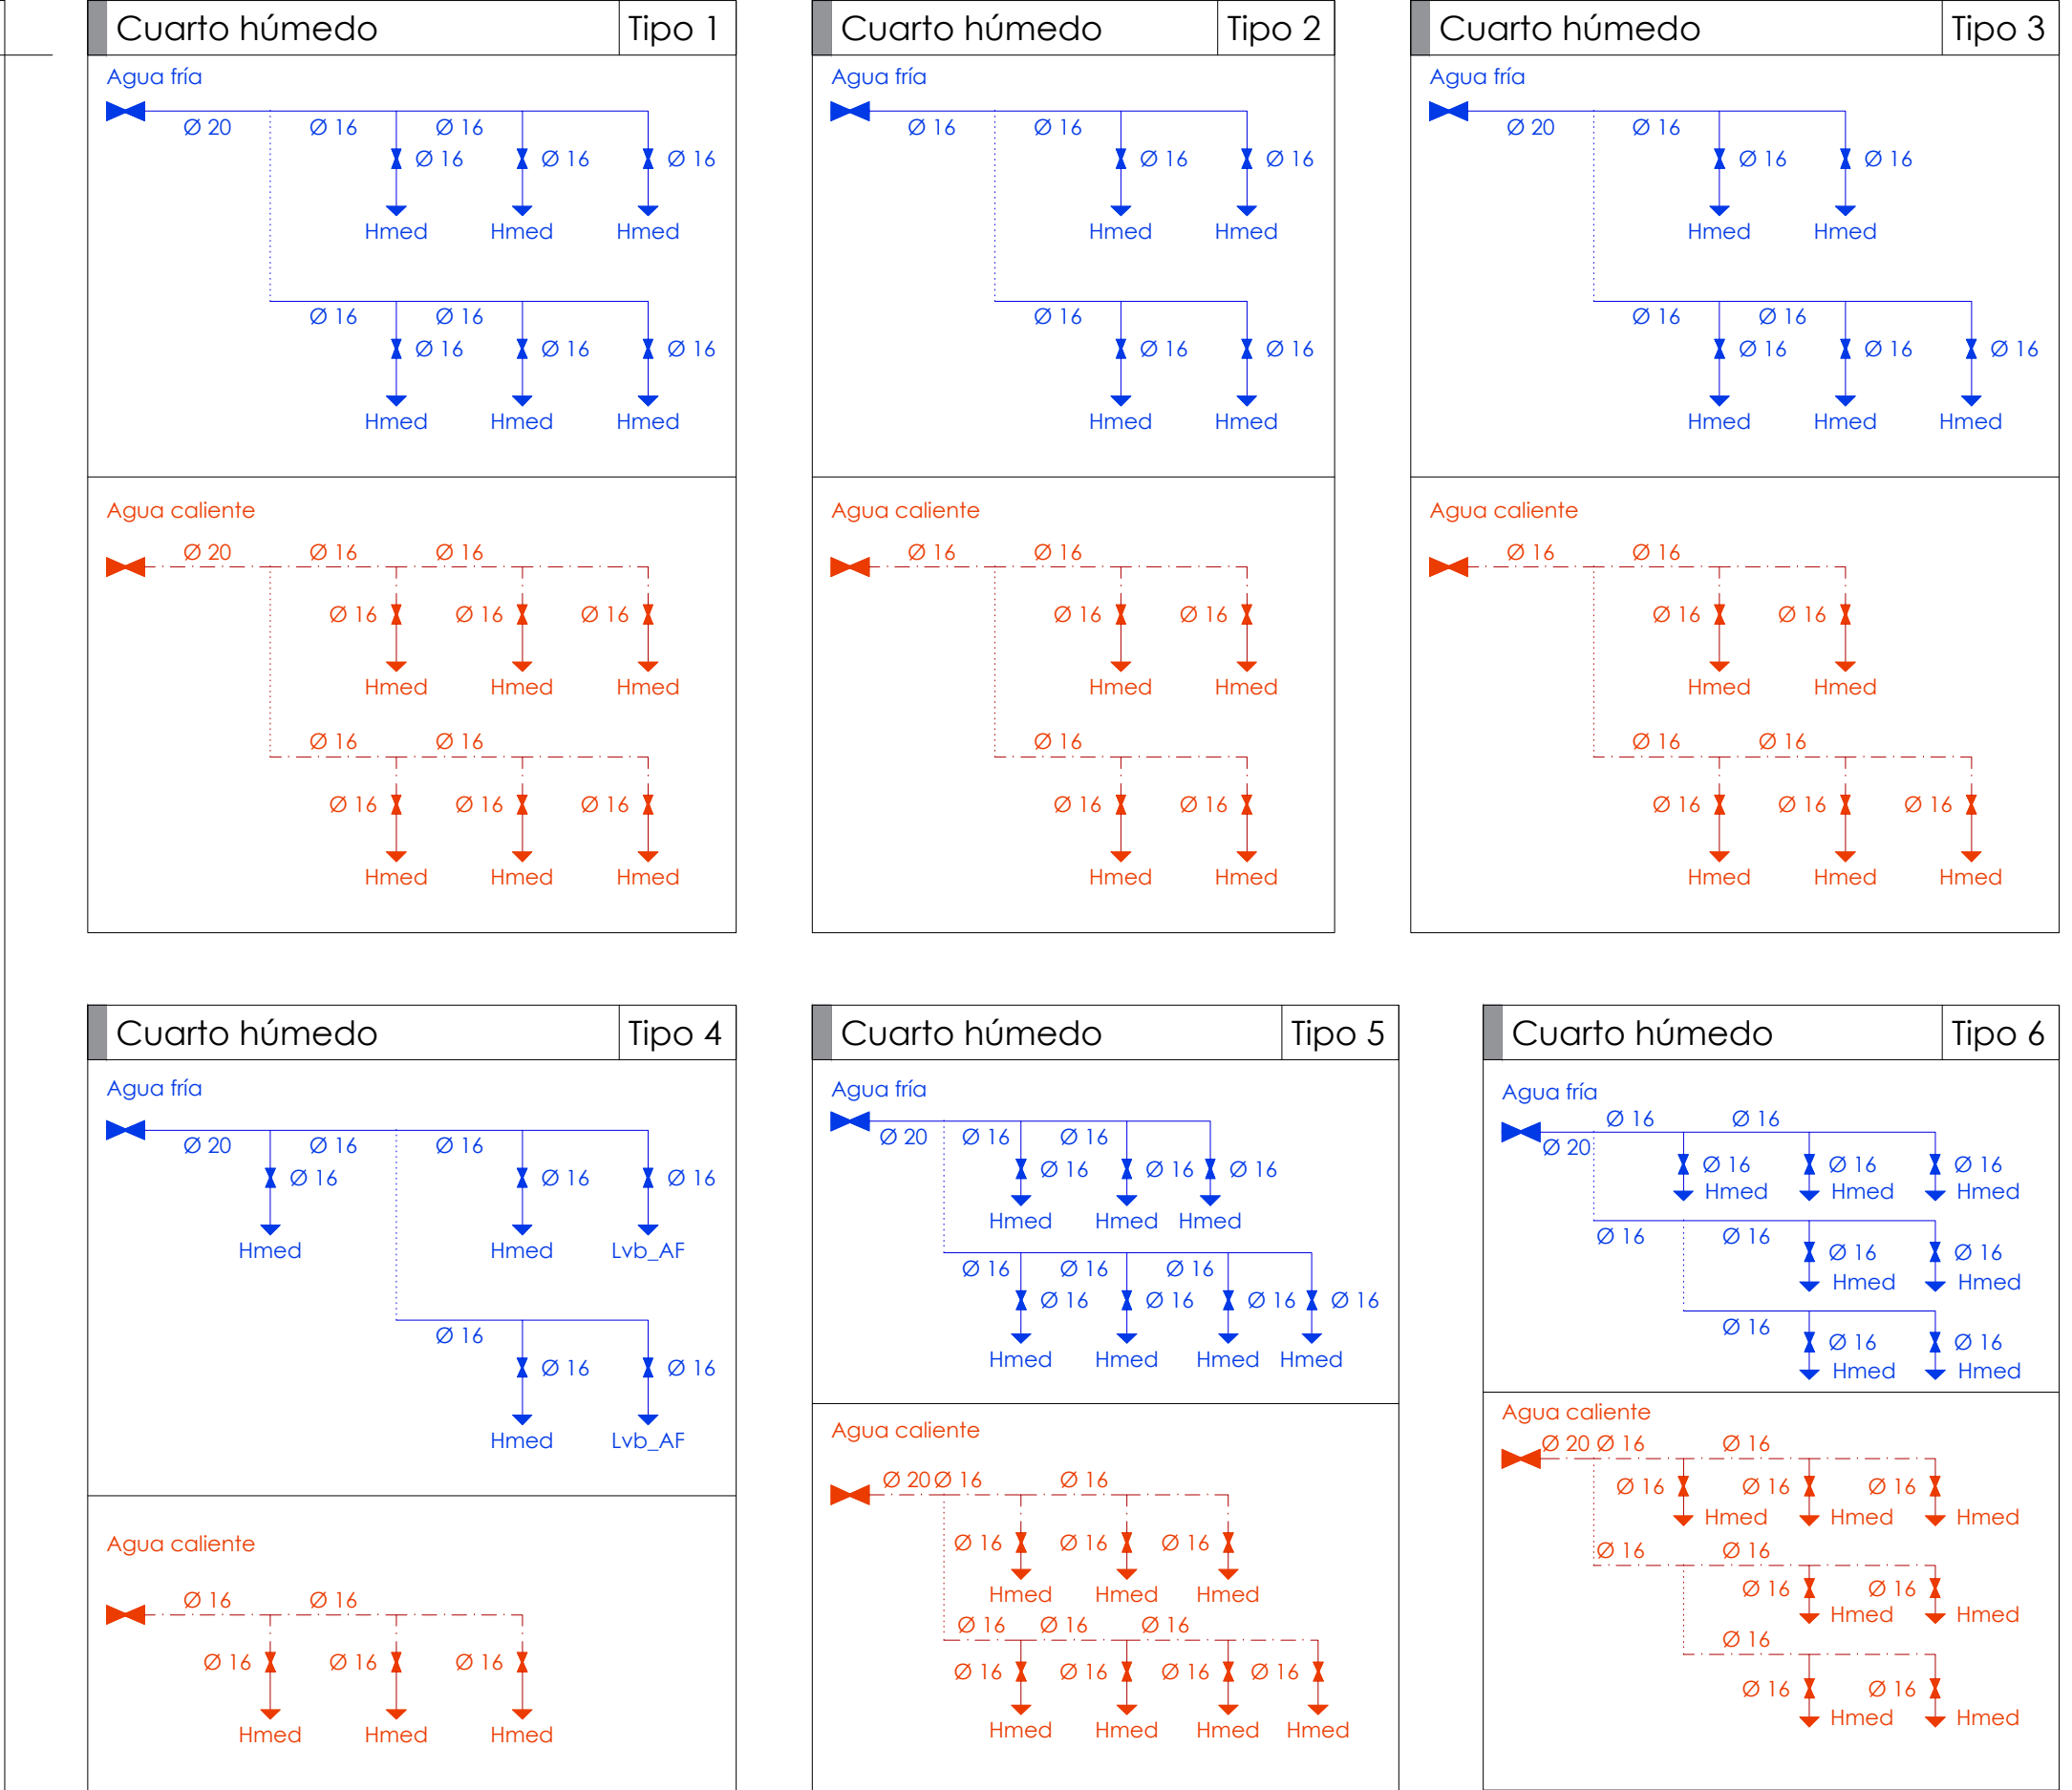 Cuarto húmedo Tipo 1
Agua fría
Ø 20 Ø 16 Ø 16
Ø 16 Ø 16 Ø 16
Hmed Hmed Hmed
Ø 16 Ø 16
Ø 16 Ø 16 Ø 16
Hmed Hmed Hmed
Agua caliente
Ø 20 Ø 16 Ø 16
Ø 16 Ø 16 Ø 16
Hmed Hmed Hmed
Ø 16 Ø 16
Ø 16 Ø 16 Ø 16
Hmed Hmed Hmed
Cuarto húmedo Tipo 2
Agua fría
Ø 16 Ø 16
Ø 16 Ø 16
Hmed Hmed
Ø 16
Ø 16 Ø 16
Hmed Hmed
Agua caliente
Ø 16 Ø 16
Ø 16 Ø 16
Hmed Hmed
Ø 16
Ø 16 Ø 16
Hmed Hmed
Cuarto húmedo Tipo 3
Agua fría
Ø 20 Ø 16
Ø 16 Ø 16
Hmed Hmed
Ø 16 Ø 16
Ø 16 Ø 16 Ø 16
Hmed Hmed Hmed
Agua caliente
Ø 16 Ø 16
Ø 16 Ø 16
Hmed Hmed
Ø 16 Ø 16
Ø 16 Ø 16 Ø 16
Hmed Hmed Hmed
Cuarto húmedo Tipo 4
Agua fría
Ø 20 Ø 16 Ø 16
Ø 16 Ø 16 Ø 16
Hmed Hmed Lvb_AF
Ø 16
Ø 16 Ø 16
Hmed Lvb_AF
Agua caliente
Ø 16 Ø 16
Ø 16 Ø 16 Ø 16
Hmed Hmed Hmed
Cuarto húmedo Tipo 5
Agua fría
Ø 20 Ø 16 Ø 16
Ø 16 Ø 16 Ø 16
Hmed Hmed Hmed
Ø 16 Ø 16 Ø 16
Ø 16 Ø 16 Ø 16 Ø 16
Hmed Hmed Hmed Hmed
Agua caliente
Ø 20 Ø 16 Ø 16
Ø 16 Ø 16 Ø 16
Hmed Hmed Hmed
Ø 16 Ø 16 Ø 16
Ø 16 Ø 16 Ø 16 Ø 16
Hmed Hmed Hmed Hmed
Cuarto húmedo Tipo 6
Agua fría
Ø 16 Ø 16
Ø 20
Ø 16 Ø 16 Ø 16
Hmed Hmed Hmed
Ø 16 Ø 16
Ø 16 Ø 16
Hmed Hmed
Ø 16
Ø 16 Ø 16
Hmed Hmed
Agua caliente
Ø 20 Ø 16 Ø 16
Ø 16 Ø 16 Ø 16
Hmed Hmed Hmed
Ø 16 Ø 16
Ø 16 Ø 16
Hmed Hmed
Ø 16
Ø 16 Ø 16
Hmed Hmed